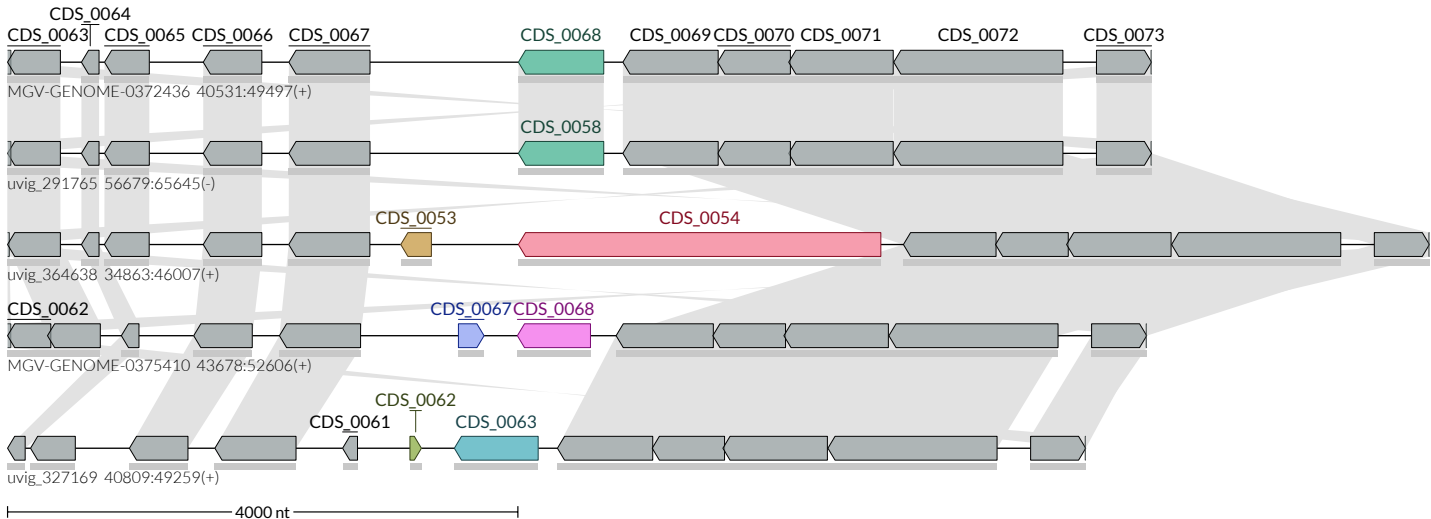 CDS_0064
CDS_0063 CDS_0065 CDS_0066 CDS_0067 CDS_0068 CDS_0069 CDS_0070 CDS_0071 CDS_0072 CDS_0073
MGV-GENOME-0372436 40531:49497(+)
CDS_0058
uvig_291765 56679:65645(-)
CDS_0053 CDS_0054
uvig_364638 34863:46007(+)
CDS_0062 CDS_0067 CDS_0068
MGV-GENOME-0375410 43678:52606(+)
CDS_0062
CDS_0061 CDS_0063
uvig_327169 40809:49259(+)
4000 nt